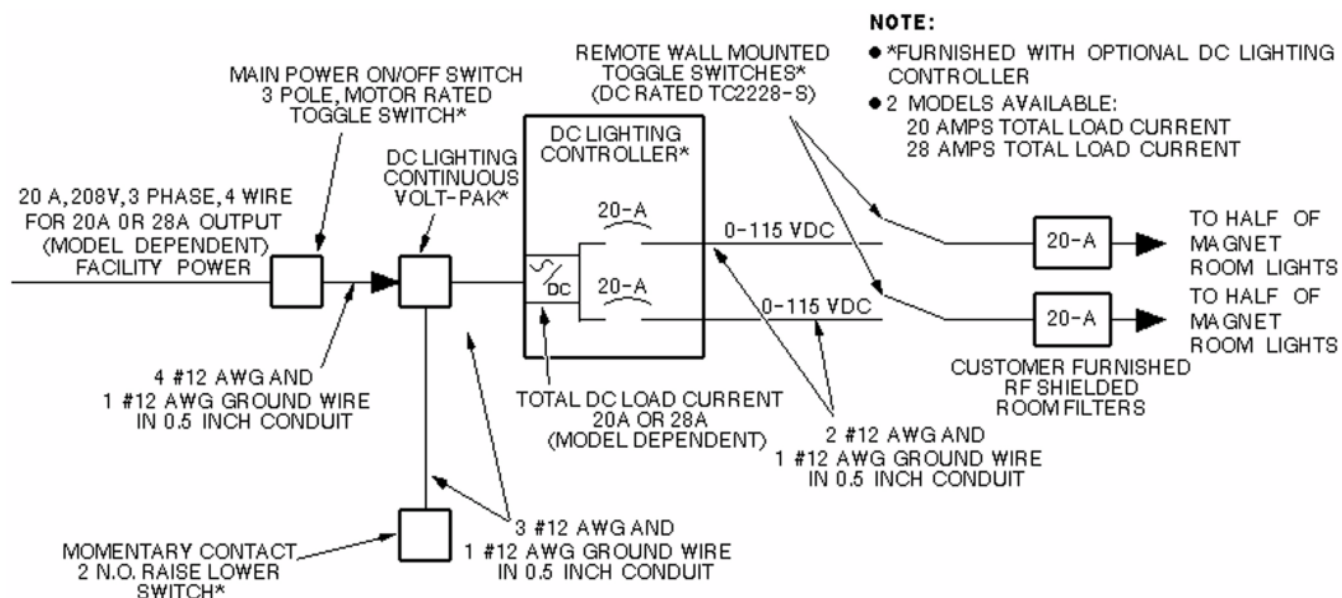 NOTE:
● *FURNISHED WITH OPTIONAL DC LIGHTING
CONTROLLER
● 2 MODELS AVAILABLE:
20 AMPS TOTAL LOAD CURRENT
28 AMPS TOTAL LOAD CURRENT
MAIN POWER ON/OFF SWITCH
3 POLE, MOTOR RATED
TOGGLE SWITCH*
REMOTE WALL MOUNTED
TOGGLE SWITCHES*
(DC RATED TC2228-S)
DC LIGHTING
CONTINUOUS
VOLT-PAK*
DC LIGHTING
CONTROLLER*
20 A, 208V, 3 PHASE, 4 WIRE
FOR 20A 0R 28A OUTPUT
(MODEL DEPENDENT)
FACILITY POWER
20-A
0-115 VDC
20-A
TO HALF OF
MAGNET
ROOM LIGHTS
DC
20-A
0-115 VDC
20-A
TO HALF OF
MAGNET
ROOM LIGHTS
CUSTOMER FURNISHED
RF SHIELDED
ROOM FILTERS
4 #12 AWG AND
1 #12 AWG GROUND WIRE
IN 0.5 INCH CONDUIT
TOTAL DC LOAD CURRENT
20A OR 28A
(MODEL DEPENDENT)
2 #12 AWG AND
1 #12 AWG GROUND WIRE
IN 0.5 INCH CONDUIT
3 #12 AWG AND
1 #12 AWG GROUND WIRE
IN 0.5 INCH CONDUIT
MOMENTARY CONTACT
2 N.O. RAISE LOWER
SWITCH*